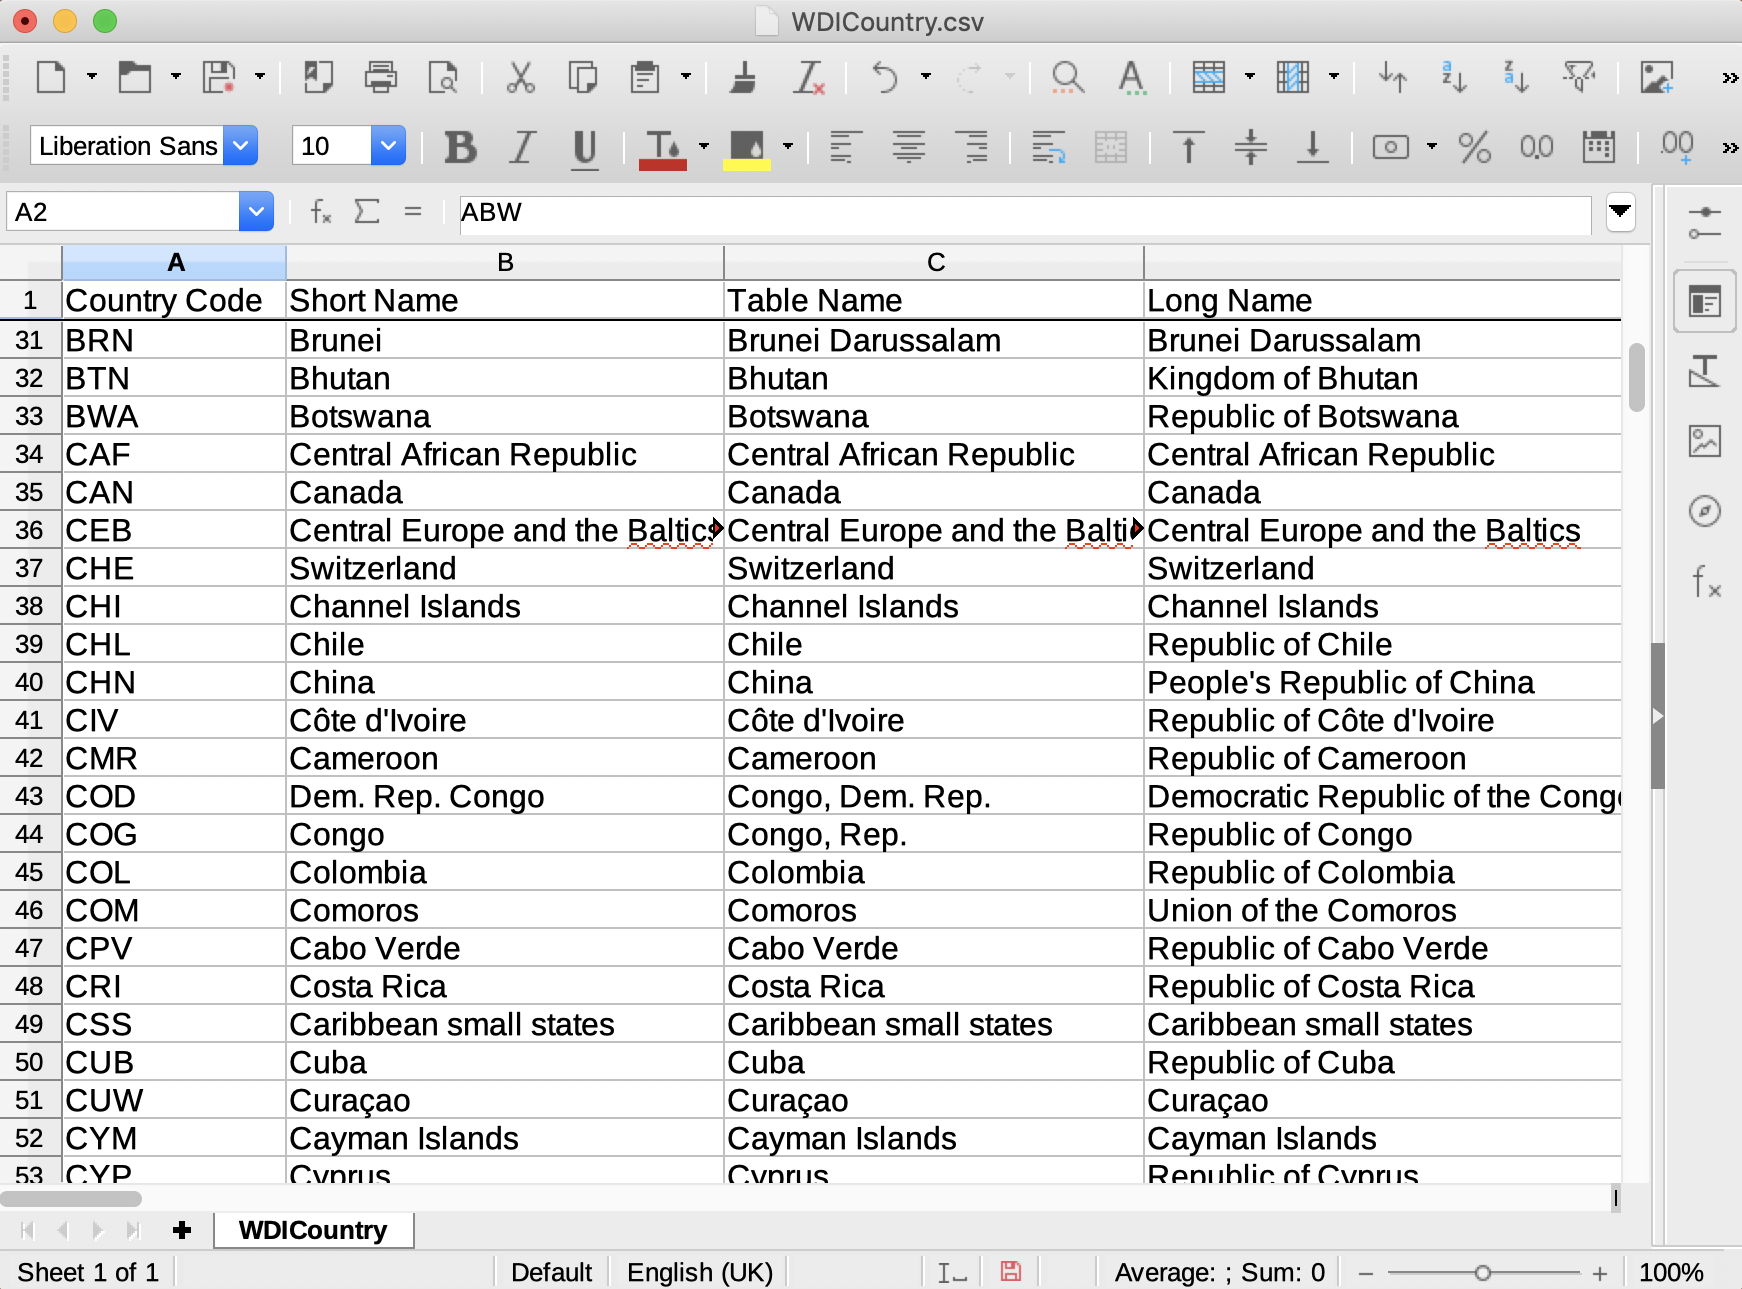 WDICountry.csv
Liberation Sans 10
A2 ABW
A B C
1 Country Code Short Name Table Name Long Name
31 BRN Brunei Brunei Darussalam Brunei Darussalam
32 BTN Bhutan Bhutan Kingdom of Bhutan
33 BWA Botswana Botswana Republic of Botswana
34 CAF Central African Republic Central African Republic Central African Republic
35 CAN Canada Canada Canada
36 CEB Central Europe and the Baltics Central Europe and the Balti Central Europe and the Baltics
37 CHE Switzerland Switzerland Switzerland
38 CHI Channel Islands Channel Islands Channel Islands
39 CHL Chile Chile Republic of Chile
40 CHN China China People's Republic of China
41 CIV Côte d'Ivoire Côte d'Ivoire Republic of Côte d'Ivoire
42 CMR Cameroon Cameroon Republic of Cameroon
43 COD Dem. Rep. Congo Congo, Dem. Rep. Democratic Republic of the Congo
44 COG Congo Congo, Rep. Republic of Congo
45 COL Colombia Colombia Republic of Colombia
46 COM Comoros Comoros Union of the Comoros
47 CPV Cabo Verde Cabo Verde Republic of Cabo Verde
48 CRI Costa Rica Costa Rica Republic of Costa Rica
49 CSS Caribbean small states Caribbean small states Caribbean small states
50 CUB Cuba Cuba Republic of Cuba
51 CUW Curaçao Curaçao Curaçao
52 CYM Cayman Islands Cayman Islands Cayman Islands
53 CYP Cyprus Cyprus Republic of Cyprus
WDICountry
Sheet 1 of 1 Default English (UK) Average: ; Sum: 0 100%